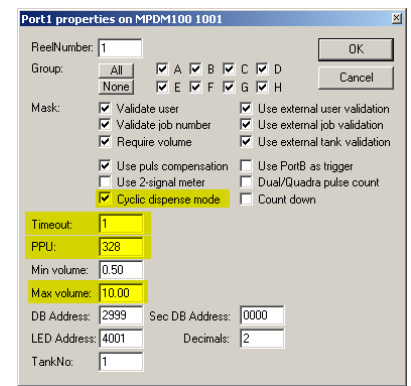 Port1 properties on MPDM100 1001
ReelNumber: 1 OK
Group: All A B C D Cancel
None E F G H
Mask: Validate user Use external user validation
Validate job number Use external job validation
Require volume Use external tank validation
Use puls compensation Use PortB as trigger
Use 2-signal meter Dual/Quadra pulse count
Cyclic dispense mode Count down
Timeout: 1
PPU: 328
Min volume: 0.50
Max volume: 10.00
DB Address: 2999 Sec DB Address: 0000
LED Address: 4001 Decimals: 2
TankNo: 1